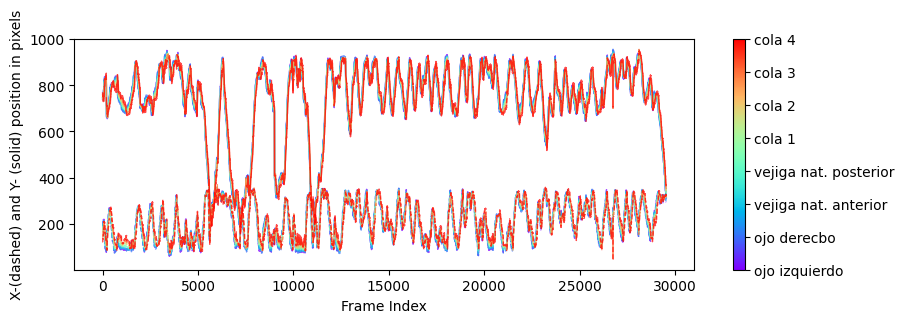 X-(dashed) and Y- (solid) position in pixels
1000
800
600
400
200
0
5000
10000
15000
20000
25000
30000
Frame Index
cola 4
cola 3
cola 2
cola 1
vejiga nat. posterior
vejiga nat. anterior
ojo derecbo
ojo izquierdo